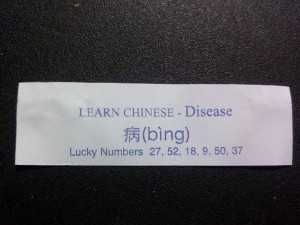 LEARN CHINESE - Disease
病(bìng)
Lucky Numbers 27, 52, 18, 9, 50, 37